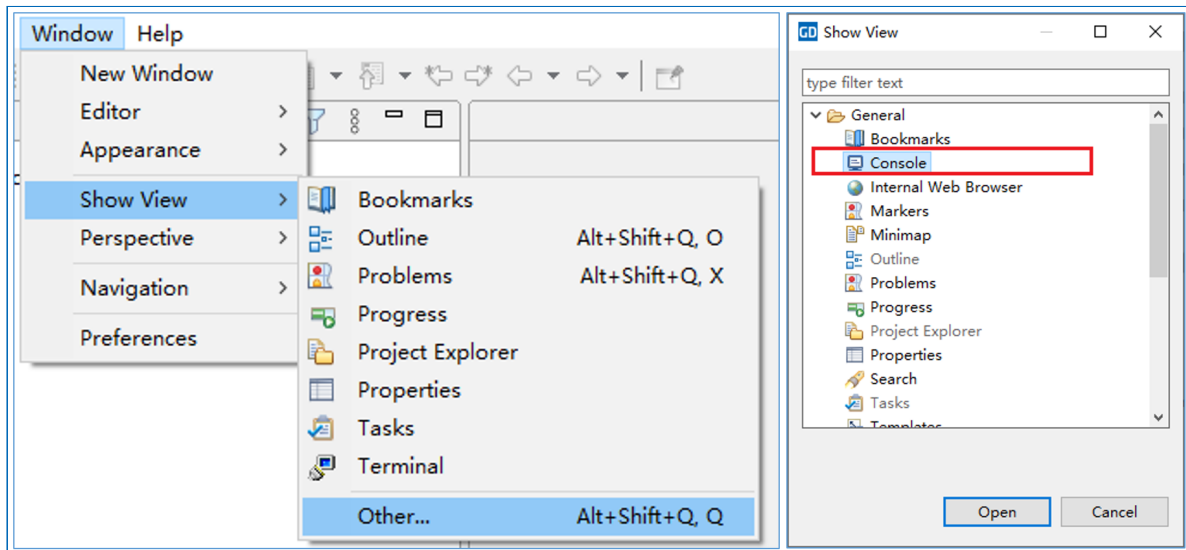 Window Help
New Window
Editor
Appearance
Show View
Perspective
Navigation
Preferences
Bookmarks
Outline Alt+Shift+Q, O
Problems Alt+Shift+Q, X
Progress
Project Explorer
Properties
Tasks
Terminal
Other... Alt+Shift+Q, Q
GD Show View
type filter text
General
Bookmarks
Console
Internal Web Browser
Markers
Minimap
Outline
Problems
Progress
Project Explorer
Properties
Search
Tasks
Templates
Open Cancel